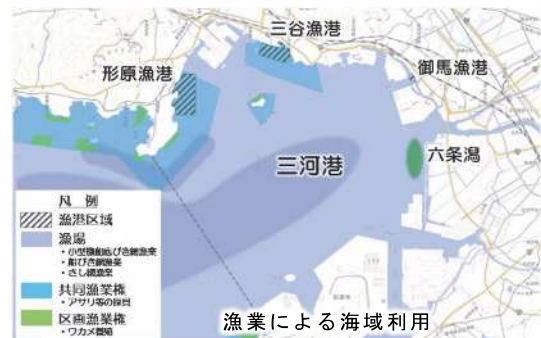 三谷漁港
形原漁港
御馬漁港
三河港
六条潟
凡 例
漁港区域
漁場
・小型機船底びき網漁業
・船びき網漁業
・さし網漁業
共同漁業権
・アサリ等の採貝
区画漁業権
・ワカメ養殖
漁業による海域利用